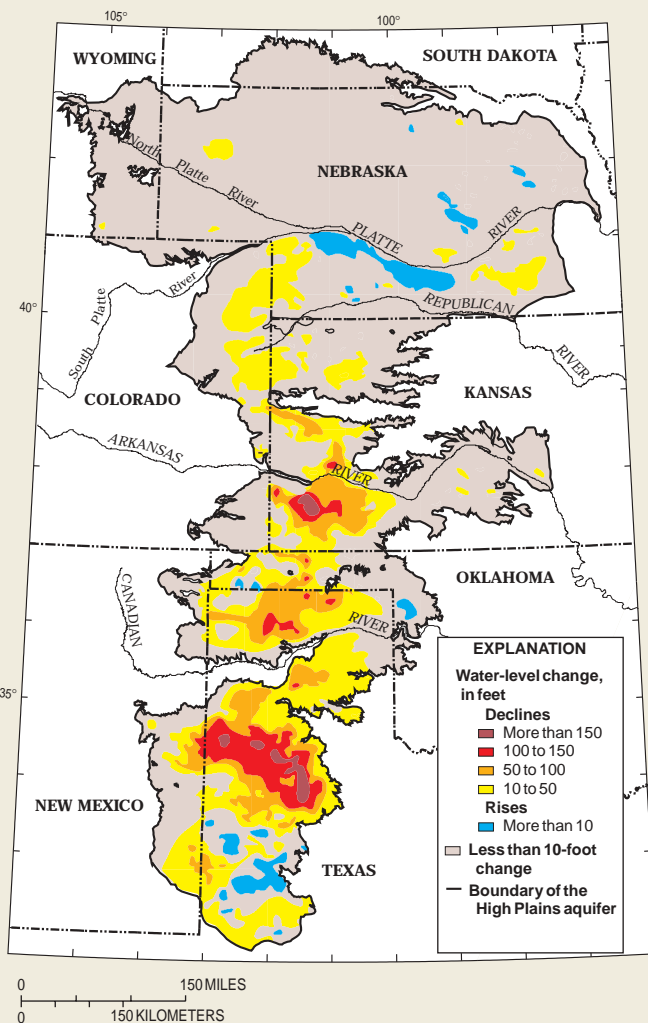 105°
100°
WYOMING
SOUTH DAKOTA
North Platte River
NEBRASKA
PLATTE RIVER
South Platte River
40°
REPUBLICAN RIVER
COLORADO
KANSAS
ARKANSAS RIVER
OKLAHOMA
CANADIAN RIVER
35°
NEW MEXICO
TEXAS
EXPLANATION
Water-level change,
in feet
Declines
More than 150
100 to 150
50 to 100
10 to 50
Rises
More than 10
Less than 10-foot
change
Boundary of the
High Plains aquifer
0 150 MILES
0 150 KILOMETERS